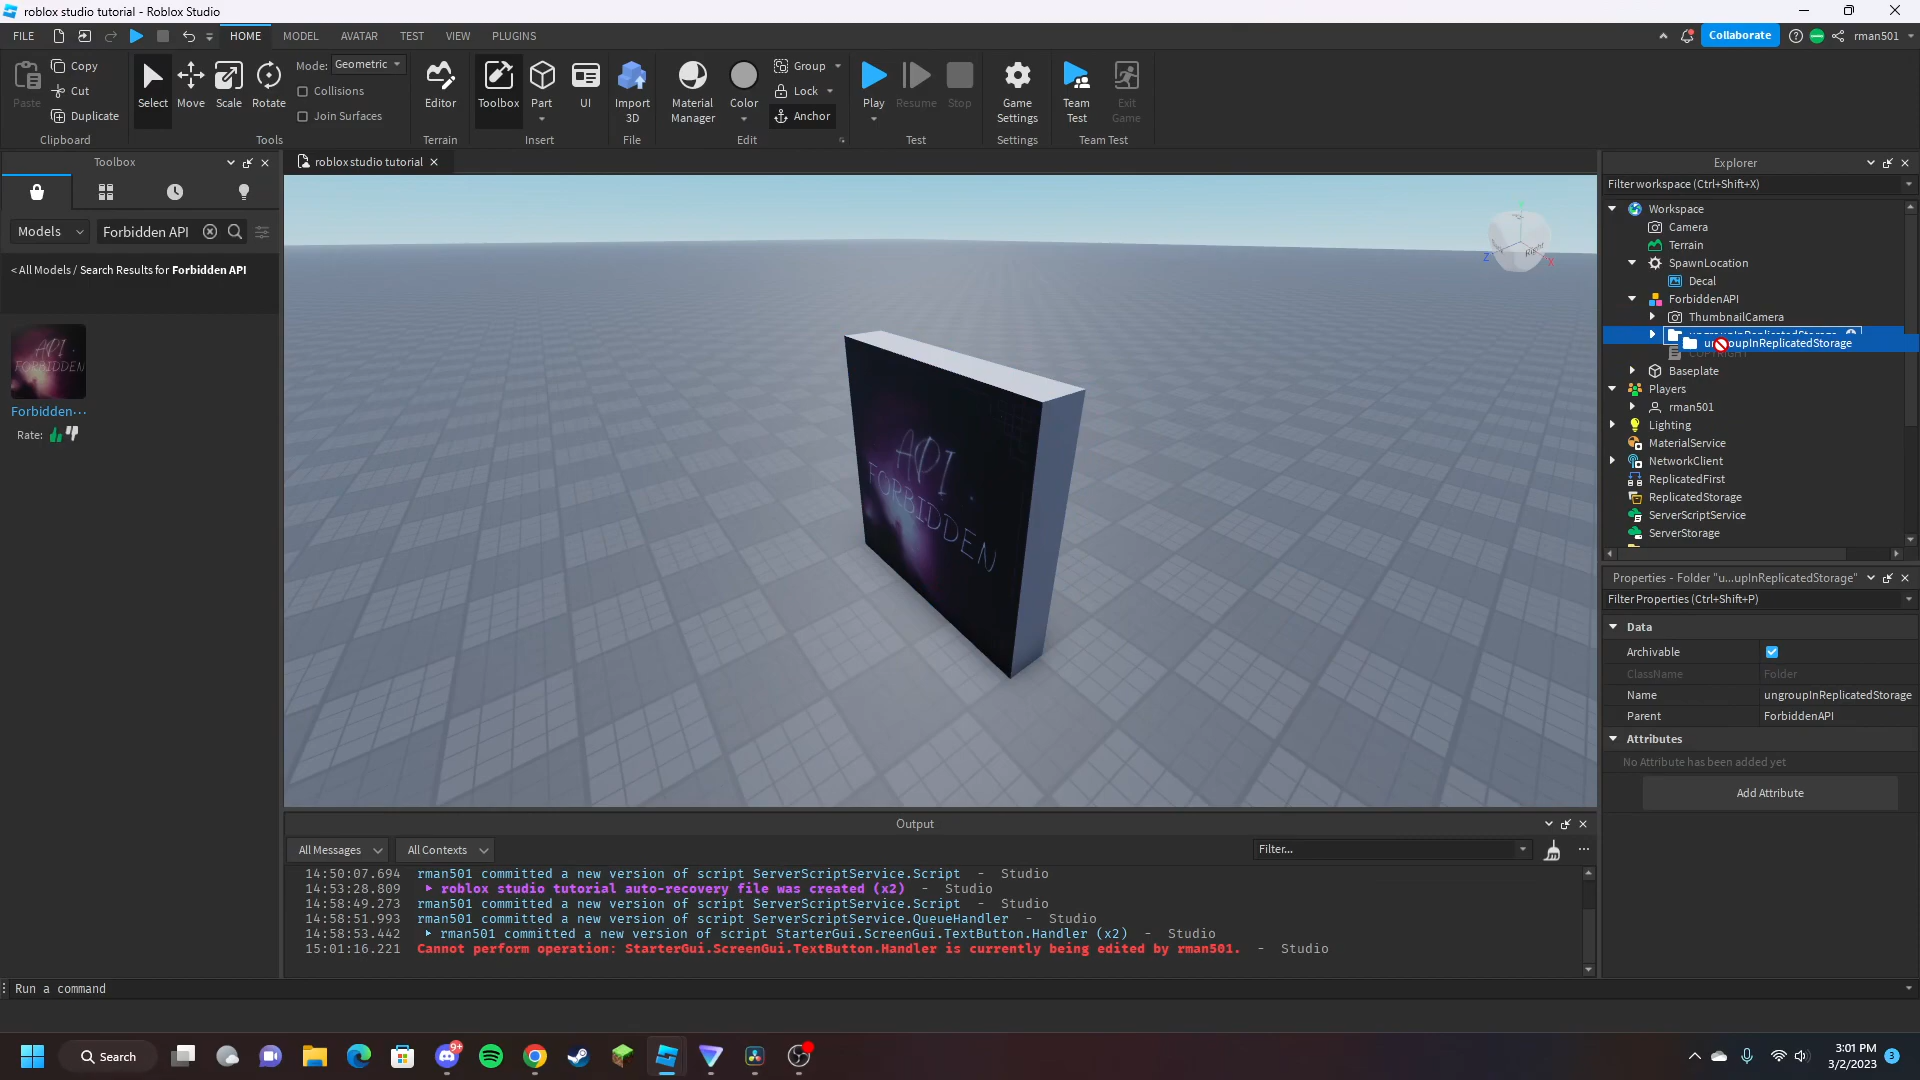 roblox studio tutorial - Roblox Studio
FILE
HOME
MODEL
AVATAR
TEST
VIEW
PLUGINS
Collaborate
rman501
Paste
Copy
Cut
Duplicate
Clipboard
Select
Move
Scale
Rotate
Mode: Geometric
Collisions
Join Surfaces
Tools
Editor
Terrain
Toolbox
Part
UI
Insert
Import
3D
File
Material
Manager
Color
Group
Lock
Anchor
Edit
Play
Resume
Stop
Test
Game
Settings
Settings
Team
Test
Exit
Game
Team Test
Toolbox
Models
Forbidden API
< All Models / Search Results for Forbidden API
API
FORBIDDEN
Forbidden...
Rate:
roblox studio tutorial
API
FORBIDDEN
Right
Z
X
Explorer
Filter workspace (Ctrl+Shift+X)
Workspace
Camera
Terrain
SpawnLocation
Decal
ForbiddenAPI
ThumbnailCamera
ungroupInReplicatedStorage
ungroupInReplicatedStorage
COPYRIGHT
Baseplate
Players
rman501
Lighting
MaterialService
NetworkClient
ReplicatedFirst
ReplicatedStorage
ServerScriptService
ServerStorage
Properties - Folder "u...upInReplicatedStorage"
Filter Properties (Ctrl+Shift+P)
Data
Archivable
ClassName Folder
Name ungroupInReplicatedStorage
Parent ForbiddenAPI
Attributes
No Attribute has been added yet
Add Attribute
Output
All Messages
All Contexts
Filter...
14:50:07.694 rman501 committed a new version of script ServerScriptService.Script - Studio
14:53:28.809 roblox studio tutorial auto-recovery file was created (x2) - Studio
14:58:49.273 rman501 committed a new version of script ServerScriptService.Script - Studio
14:58:51.993 rman501 committed a new version of script ServerScriptService.QueueHandler - Studio
14:58:53.442 rman501 committed a new version of script StarterGui.ScreenGui.TextButton.Handler (x2) - Studio
15:01:16.221 Cannot perform operation: StarterGui.ScreenGui.TextButton.Handler is currently being edited by rman501. - Studio
Run a command
Search
9+
3:01 PM
3/2/2023
3